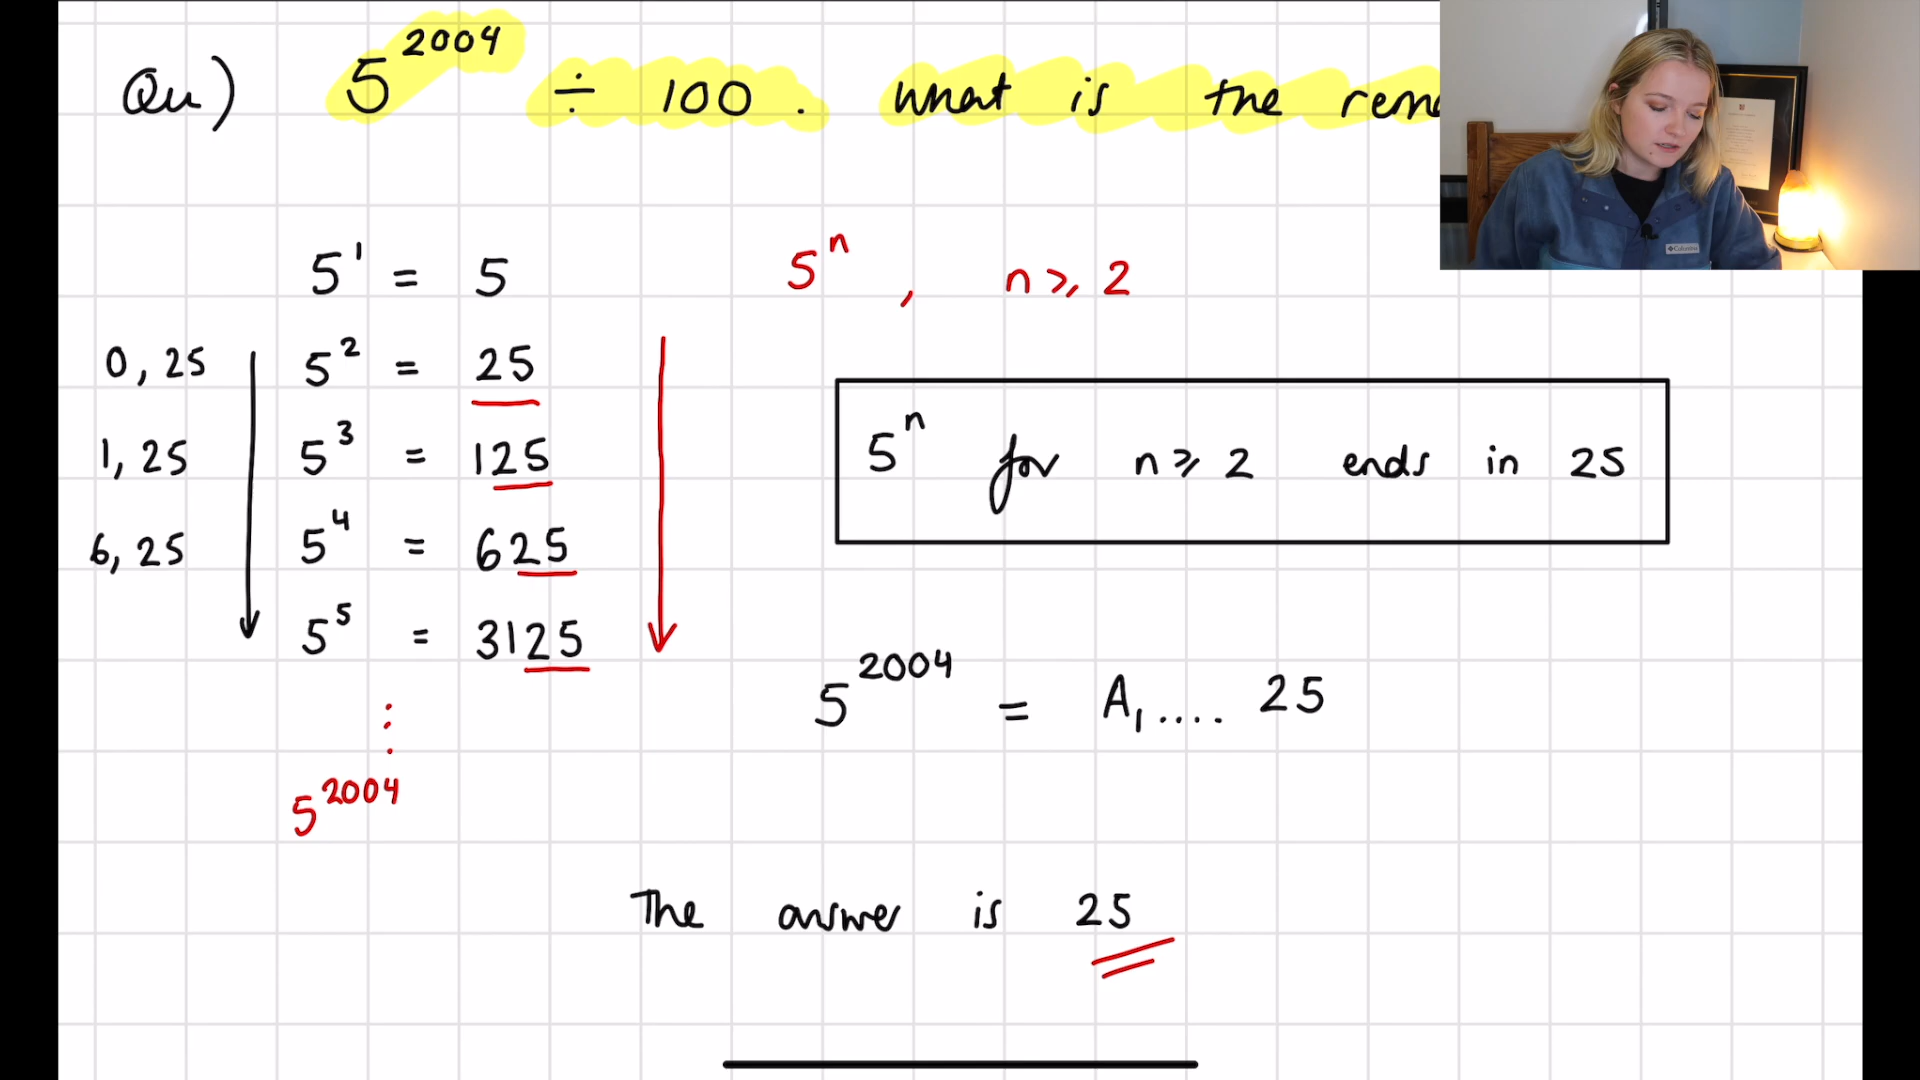 Qu) 5^2004 ÷ 100. What is the
5^1 = 5
5^n, n ⩾ 2
0, 25 5^2 = 25
1, 25 5^3 = 125
5^n for n ⩾ 2 ends in 25
6, 25 5^4 = 625
5^5 = 3125
⋮
5^2004 = A₁.... 25
5^2004
The answer is 25
Columbia